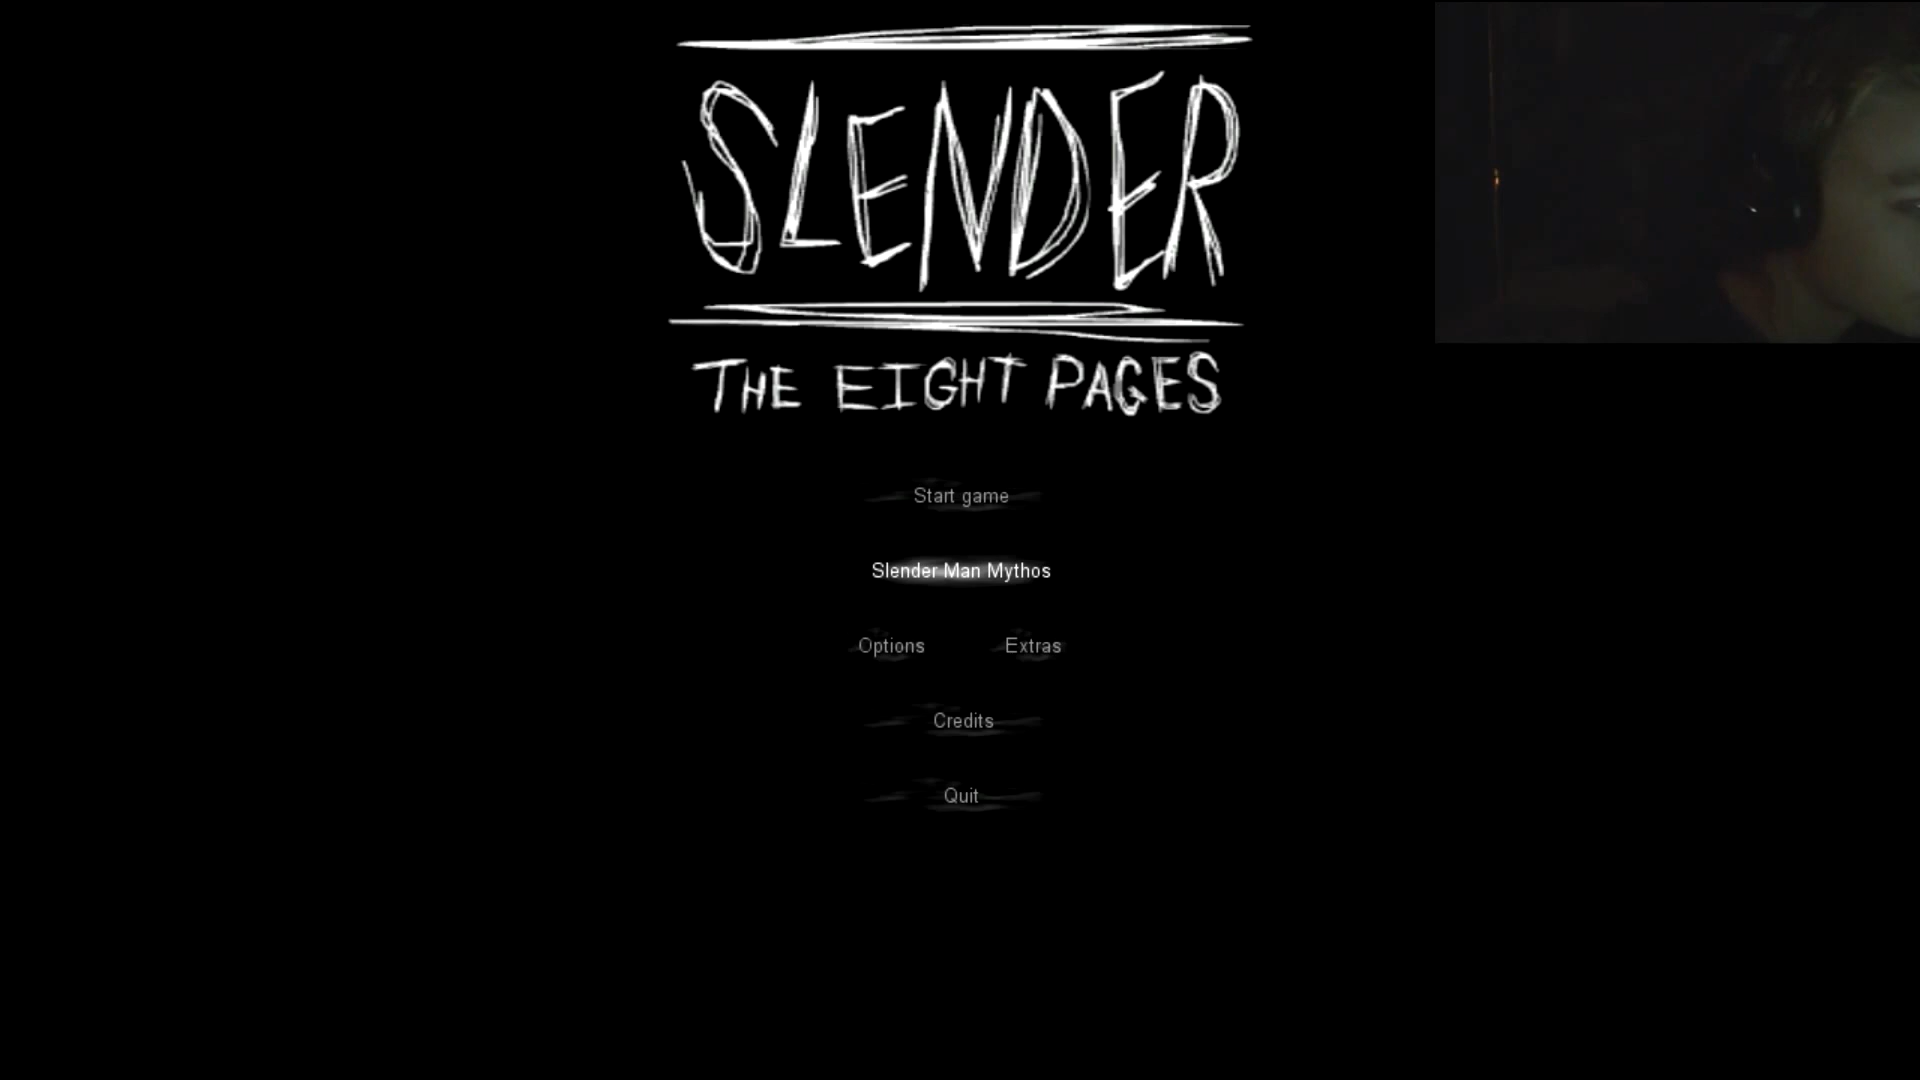 SLENDER
THE EIGHT PAGES
Start game
Slender Man Mythos
Options Extras
Credits
Quit